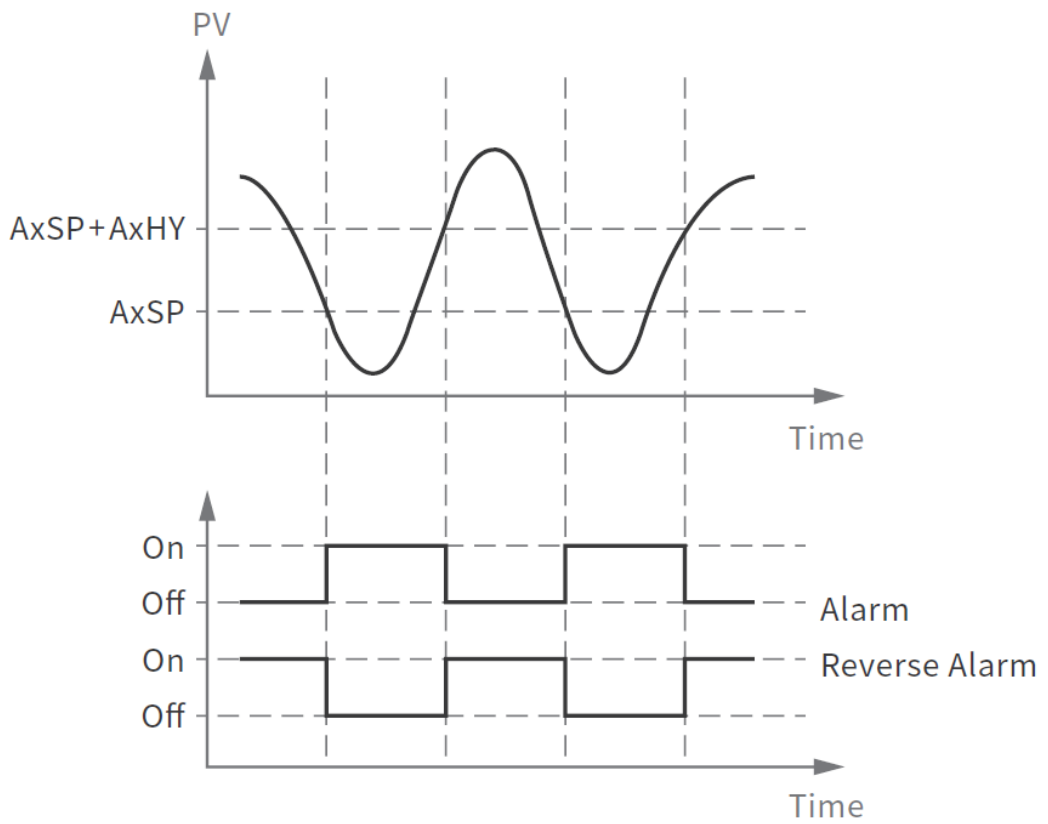 PV
AxSP+AxHY
AxSP
Time
On
Off
Alarm
On
Reverse Alarm
Off
Time